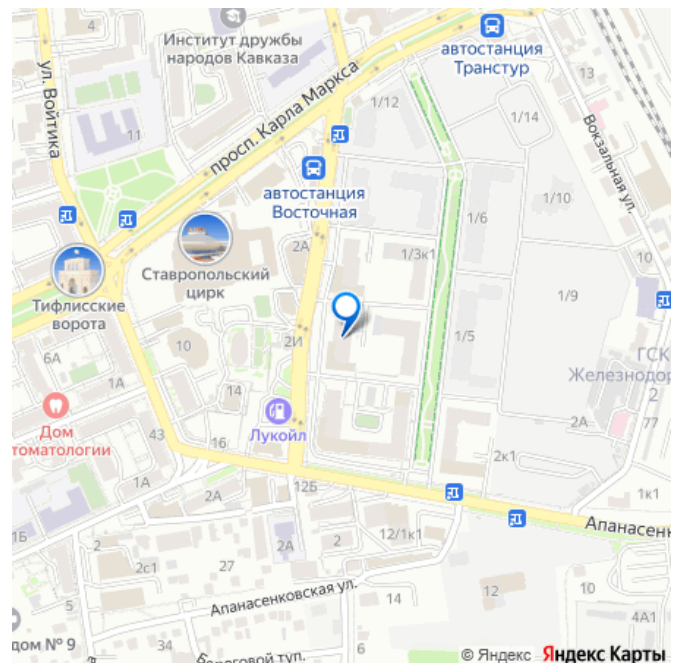 Институт дружбы
народов Кавказа
автостанция
Транстур
ул. Войтика
просп. Карла Маркса
Вокзальная ул.
13
1/12
1/14
11
автостанция
Восточная
1/10
1/6
2А
1/3к1
Ставропольский
цирк
Тифлисские
ворота
1/9
2И
1/5
10
6А
1А
14
ГСК
Железнодор
2
Лукойл
Дом
томатологии
43
16
2А
77
2к1
1А
2А
12Б
1к1
1Б
2
2А
2
12/1к1
Апанасенк
27
2с1
Апанасенковская ул.
14
12
10
4А1
дом № 9
4
Береговой туп.
6
© Яндекс Яндекс Карты